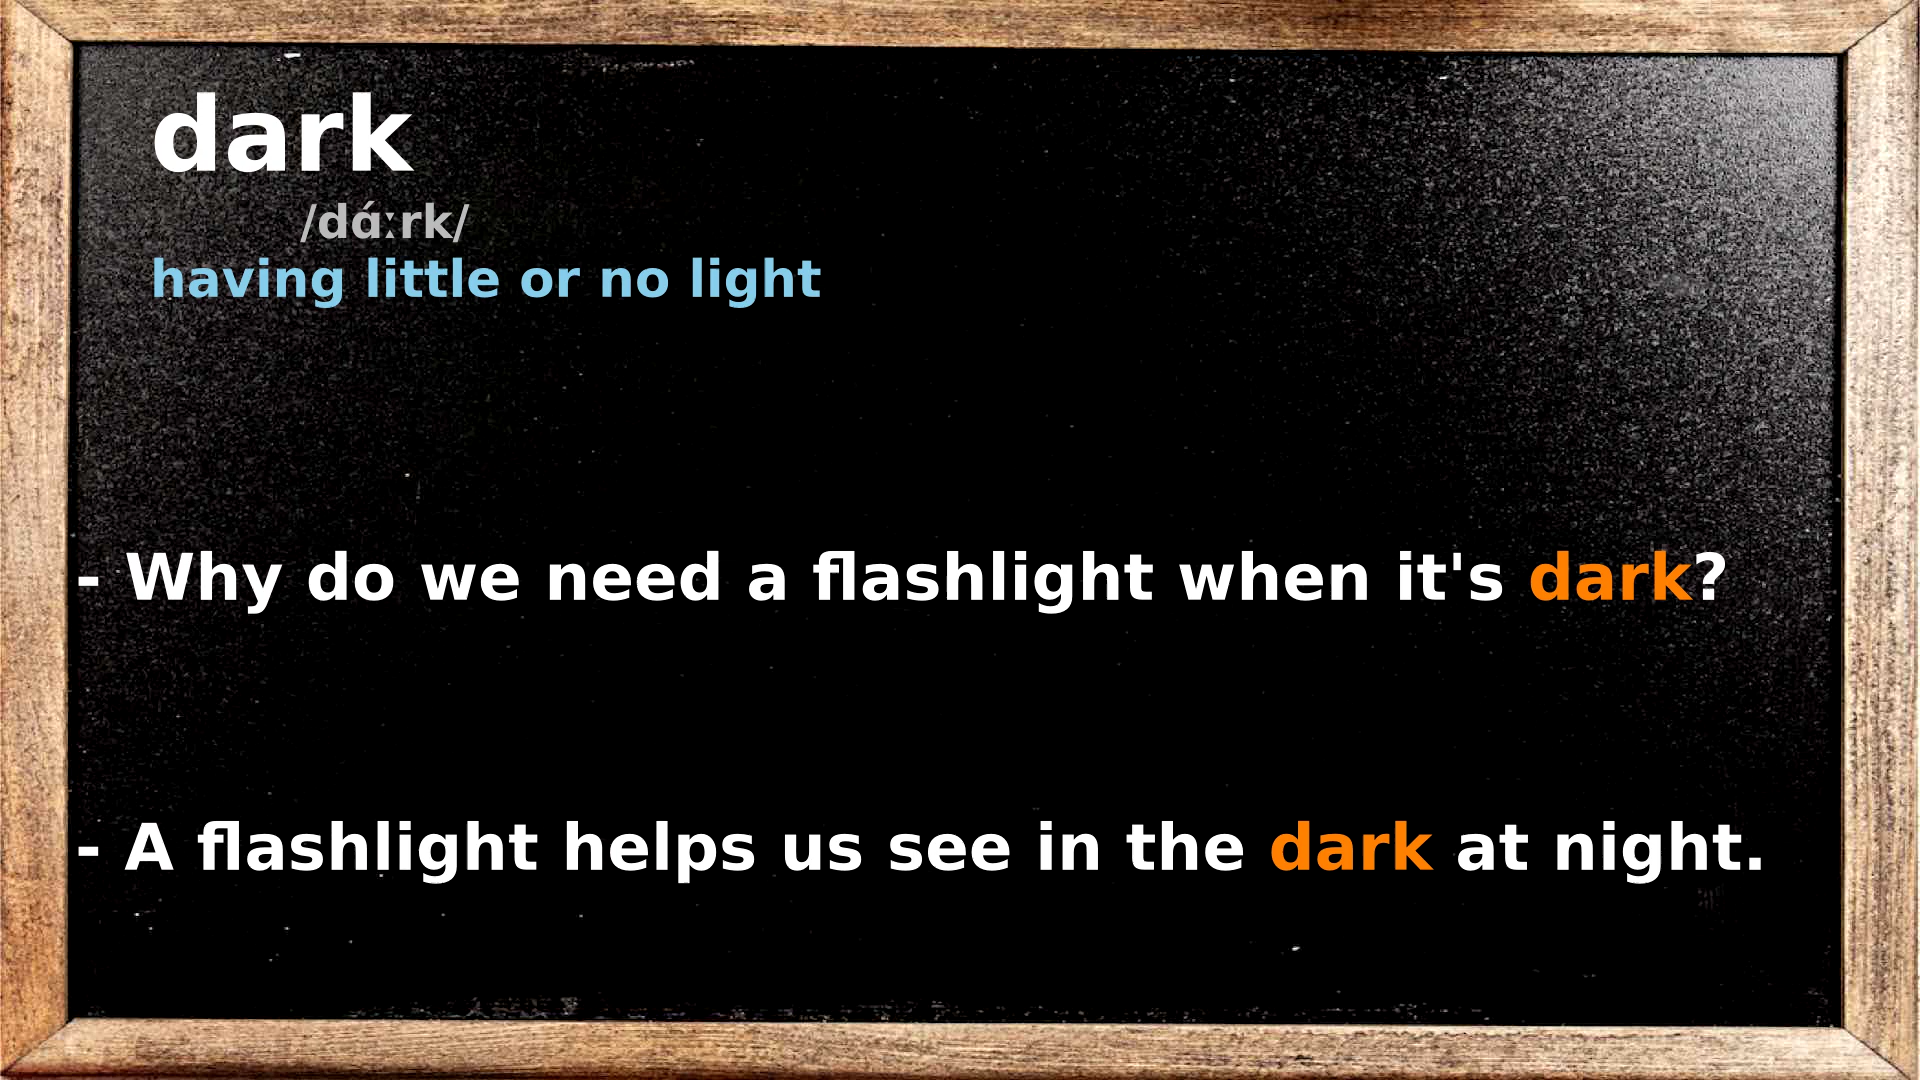 dark
/dɑ́ːrk/
having little or no light
- Why do we need a flashlight when it's dark?
- A flashlight helps us see in the dark at night.